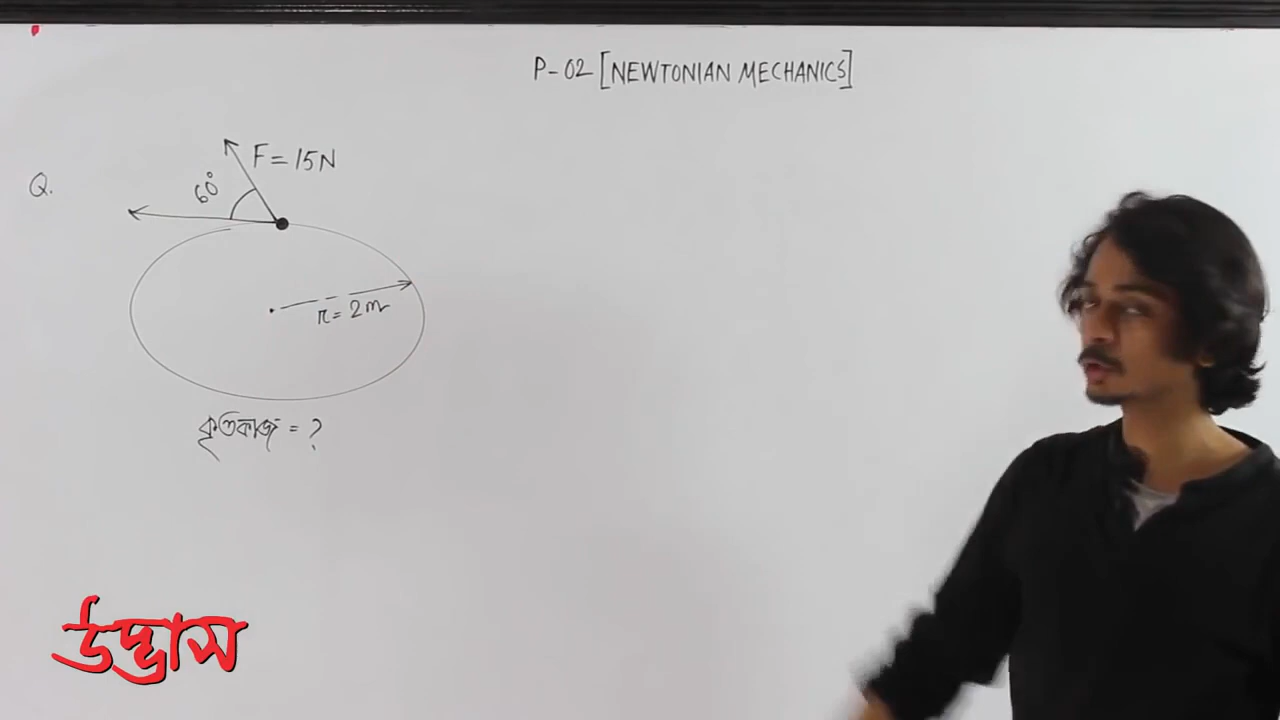 P-02 [NEWTONIAN MECHANICS]
F = 15N
60°
Q.
r = 2m
কৃতকাজ = ?
উদ্ভাস